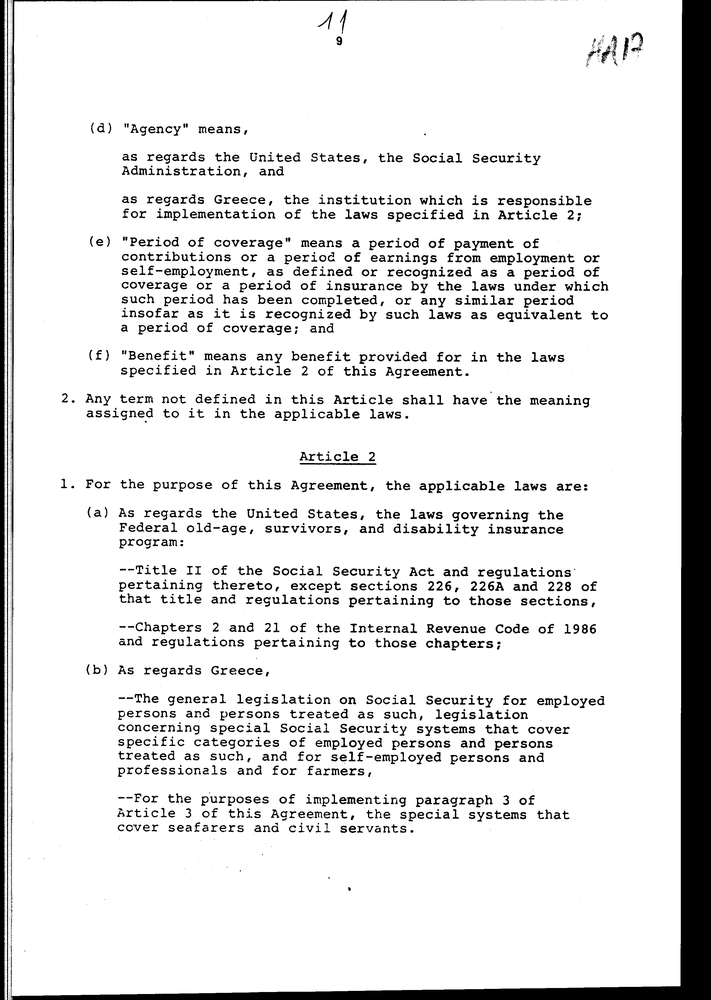 11
9
HA17
(d) "Agency" means,
as regards the United States, the Social Security
Administration, and
as regards Greece, the institution which is responsible
for implementation of the laws specified in Article 2;
(e) "Period of coverage" means a period of payment of
contributions or a period of earnings from employment or
self-employment, as defined or recognized as a period of
coverage or a period of insurance by the laws under which
such period has been completed, or any similar period
insofar as it is recognized by such laws as equivalent to
a period of coverage; and
(f) "Benefit" means any benefit provided for in the laws
specified in Article 2 of this Agreement.
2. Any term not defined in this Article shall have the meaning
assigned to it in the applicable laws.
Article 2
1. For the purpose of this Agreement, the applicable laws are:
(a) As regards the United States, the laws governing the
Federal old-age, survivors, and disability insurance
program:
--Title II of the Social Security Act and regulations
pertaining thereto, except sections 226, 226A and 228 of
that title and regulations pertaining to those sections,
--Chapters 2 and 21 of the Internal Revenue Code of 1986
and regulations pertaining to those chapters;
(b) As regards Greece,
--The general legislation on Social Security for employed
persons and persons treated as such, legislation
concerning special Social Security systems that cover
specific categories of employed persons and persons
treated as such, and for self-employed persons and
professionals and for farmers,
--For the purposes of implementing paragraph 3 of
Article 3 of this Agreement, the special systems that
cover seafarers and civil servants.